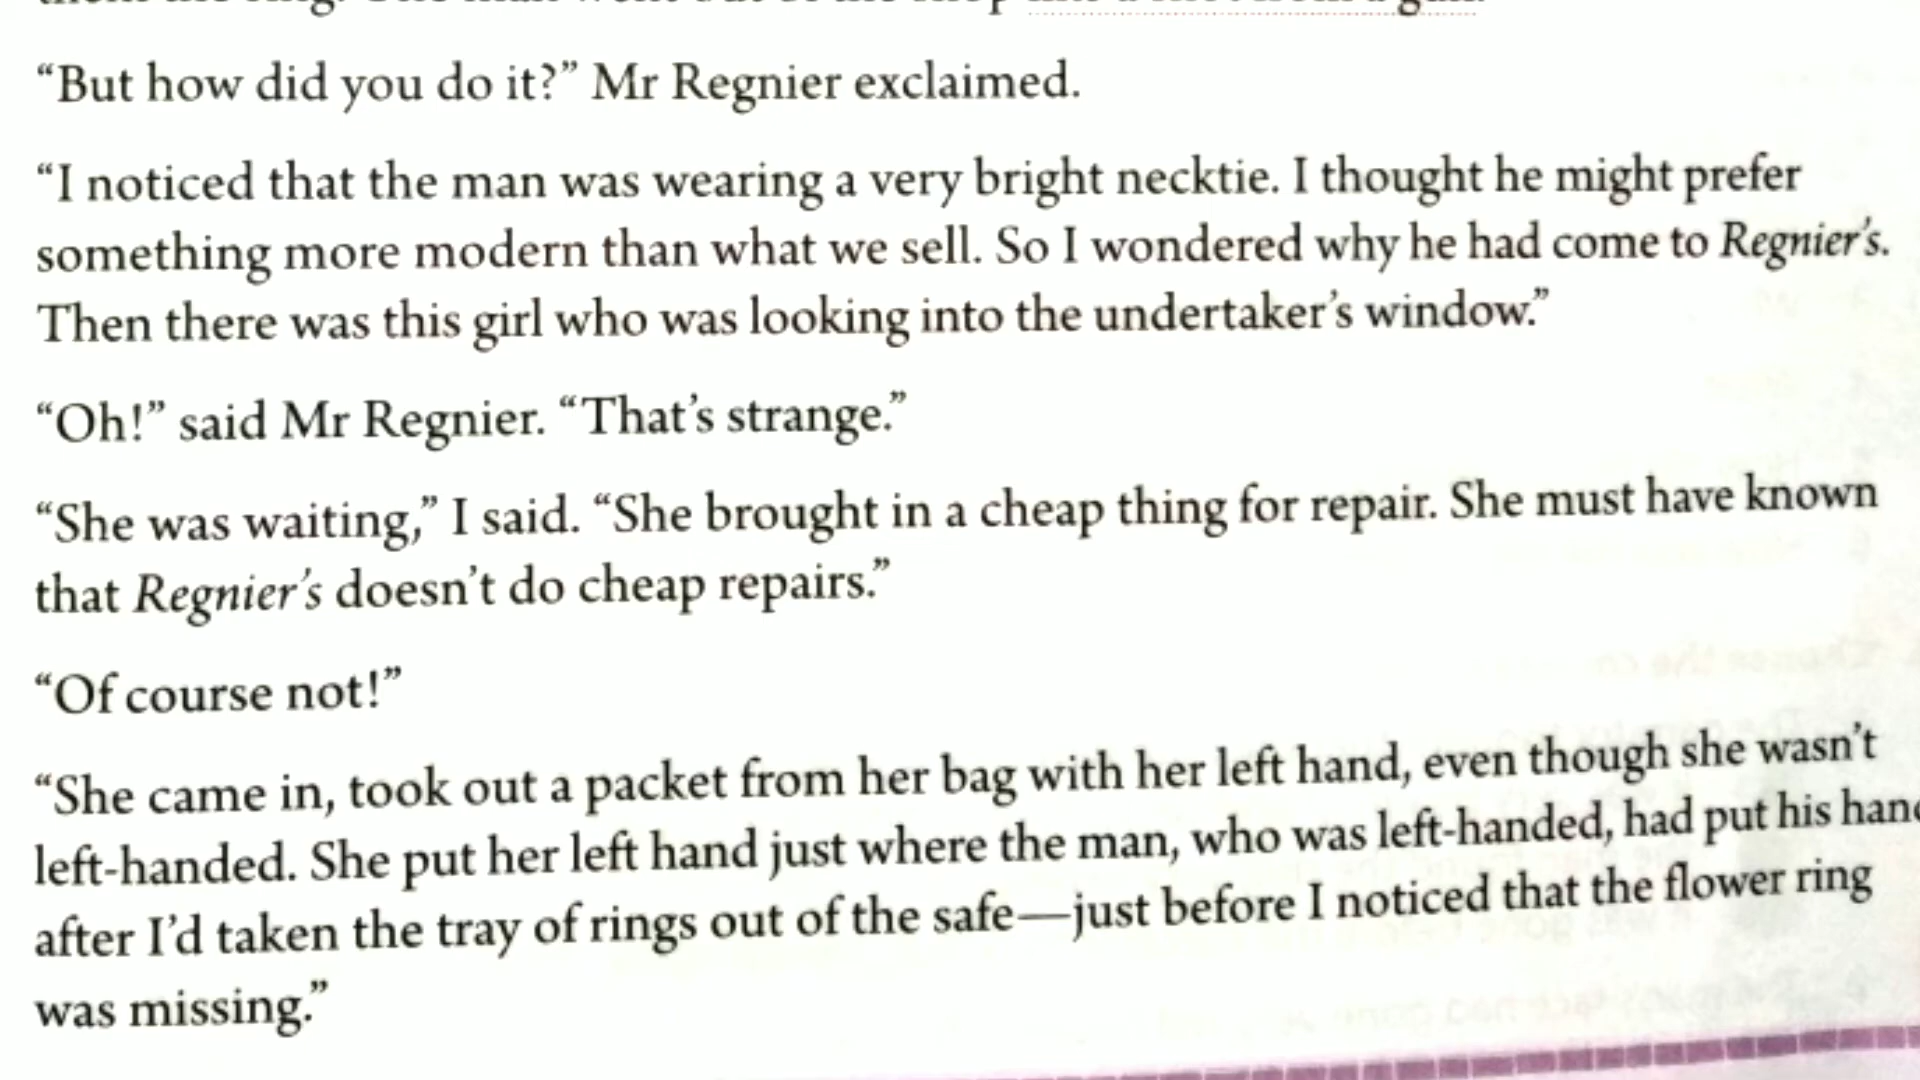 “But how did you do it?” Mr Regnier exclaimed.
“I noticed that the man was wearing a very bright necktie. I thought he might prefer
something more modern than what we sell. So I wondered why he had come to Regnier’s.
Then there was this girl who was looking into the undertaker’s window.”
“Oh!” said Mr Regnier. “That’s strange.”
“She was waiting,” I said. “She brought in a cheap thing for repair. She must have known
that Regnier’s doesn’t do cheap repairs.”
“Of course not!”
“She came in, took out a packet from her bag with her left hand, even though she wasn’t
left-handed. She put her left hand just where the man, who was left-handed, had put his
after I’d taken the tray of rings out of the safe—just before I noticed that the flower ring
was missing.”